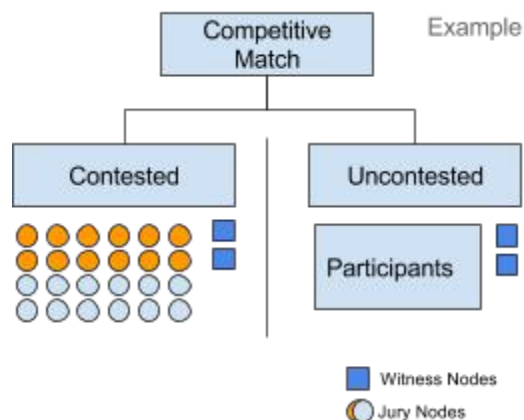 Competitive
Match
Example
Contested
Uncontested
Participants
Witness Nodes
Jury Nodes